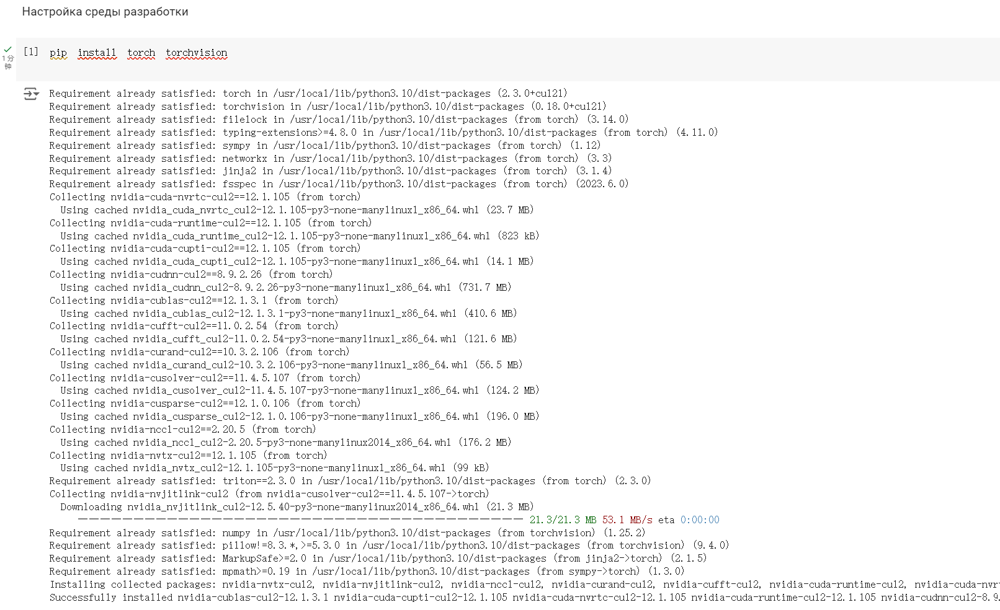 Настройка среды разработки
[1] pip install torch torchvision
1 分
钟
Requirement already satisfied: torch in /usr/local/lib/python3.10/dist-packages (2.3.0+cu121)
Requirement already satisfied: torchvision in /usr/local/lib/python3.10/dist-packages (0.18.0+cu121)
Requirement already satisfied: filelock in /usr/local/lib/python3.10/dist-packages (from torch) (3.14.0)
Requirement already satisfied: typing-extensions>=4.8.0 in /usr/local/lib/python3.10/dist-packages (from torch) (4.11.0)
Requirement already satisfied: sympy in /usr/local/lib/python3.10/dist-packages (from torch) (1.12)
Requirement already satisfied: networkx in /usr/local/lib/python3.10/dist-packages (from torch) (3.3)
Requirement already satisfied: jinja2 in /usr/local/lib/python3.10/dist-packages (from torch) (3.1.4)
Requirement already satisfied: fsspec in /usr/local/lib/python3.10/dist-packages (from torch) (2023.6.0)
Collecting nvidia-cuda-nvrtc-cu12==12.1.105 (from torch)
Using cached nvidia_cuda_nvrtc_cu12-12.1.105-py3-none-manylinux1_x86_64.whl (23.7 MB)
Collecting nvidia-cuda-runtime-cu12==12.1.105 (from torch)
Using cached nvidia_cuda_runtime_cu12-12.1.105-py3-none-manylinux1_x86_64.whl (823 kB)
Collecting nvidia-cuda-cupti-cu12==12.1.105 (from torch)
Using cached nvidia_cuda_cupti_cu12-12.1.105-py3-none-manylinux1_x86_64.whl (14.1 MB)
Collecting nvidia-cudnn-cu12==8.9.2.26 (from torch)
Using cached nvidia_cudnn_cu12-8.9.2.26-py3-none-manylinux1_x86_64.whl (731.7 MB)
Collecting nvidia-cublas-cu12==12.1.3.1 (from torch)
Using cached nvidia_cublas_cu12-12.1.3.1-py3-none-manylinux1_x86_64.whl (410.6 MB)
Collecting nvidia-cufft-cu12==11.0.2.54 (from torch)
Using cached nvidia_cufft_cu12-11.0.2.54-py3-none-manylinux1_x86_64.whl (121.6 MB)
Collecting nvidia-curand-cu12==10.3.2.106 (from torch)
Using cached nvidia_curand_cu12-10.3.2.106-py3-none-manylinux1_x86_64.whl (56.5 MB)
Collecting nvidia-cusolver-cu12==11.4.5.107 (from torch)
Using cached nvidia_cusolver_cu12-11.4.5.107-py3-none-manylinux1_x86_64.whl (124.2 MB)
Collecting nvidia-cusparse-cu12==12.1.0.106 (from torch)
Using cached nvidia_cusparse_cu12-12.1.0.106-py3-none-manylinux1_x86_64.whl (196.0 MB)
Collecting nvidia-nccl-cu12==2.20.5 (from torch)
Using cached nvidia_nccl_cu12-2.20.5-py3-none-manylinux2014_x86_64.whl (176.2 MB)
Collecting nvidia-nvtx-cu12==12.1.105 (from torch)
Using cached nvidia_nvtx_cu12-12.1.105-py3-none-manylinux1_x86_64.whl (99 kB)
Requirement already satisfied: triton==2.3.0 in /usr/local/lib/python3.10/dist-packages (from torch) (2.3.0)
Collecting nvidia-nvjitlink-cu12 (from nvidia-cusolver-cu12==11.4.5.107->torch)
Downloading nvidia_nvjitlink_cu12-12.5.40-py3-none-manylinux2014_x86_64.whl (21.3 MB)
21.3/21.3 MB 53.1 MB/s eta 0:00:00
Requirement already satisfied: numpy in /usr/local/lib/python3.10/dist-packages (from torchvision) (1.25.2)
Requirement already satisfied: pillow!=8.3.*,>=5.3.0 in /usr/local/lib/python3.10/dist-packages (from torchvision) (9.4.0)
Requirement already satisfied: MarkupSafe>=2.0 in /usr/local/lib/python3.10/dist-packages (from jinja2->torch) (2.1.5)
Requirement already satisfied: mpmath>=0.19 in /usr/local/lib/python3.10/dist-packages (from sympy->torch) (1.3.0)
Installing collected packages: nvidia-nvtx-cu12, nvidia-nvjitlink-cu12, nvidia-nccl-cu12, nvidia-curand-cu12, nvidia-cufft-cu12, nvidia-cuda-runtime-cu12, nvidia-cuda-nvr
Successfully installed nvidia-cublas-cu12-12.1.3.1 nvidia-cuda-cupti-cu12-12.1.105 nvidia-cuda-nvrtc-cu12-12.1.105 nvidia-cuda-runtime-cu12-12.1.105 nvidia-cudnn-cu12-8.9.